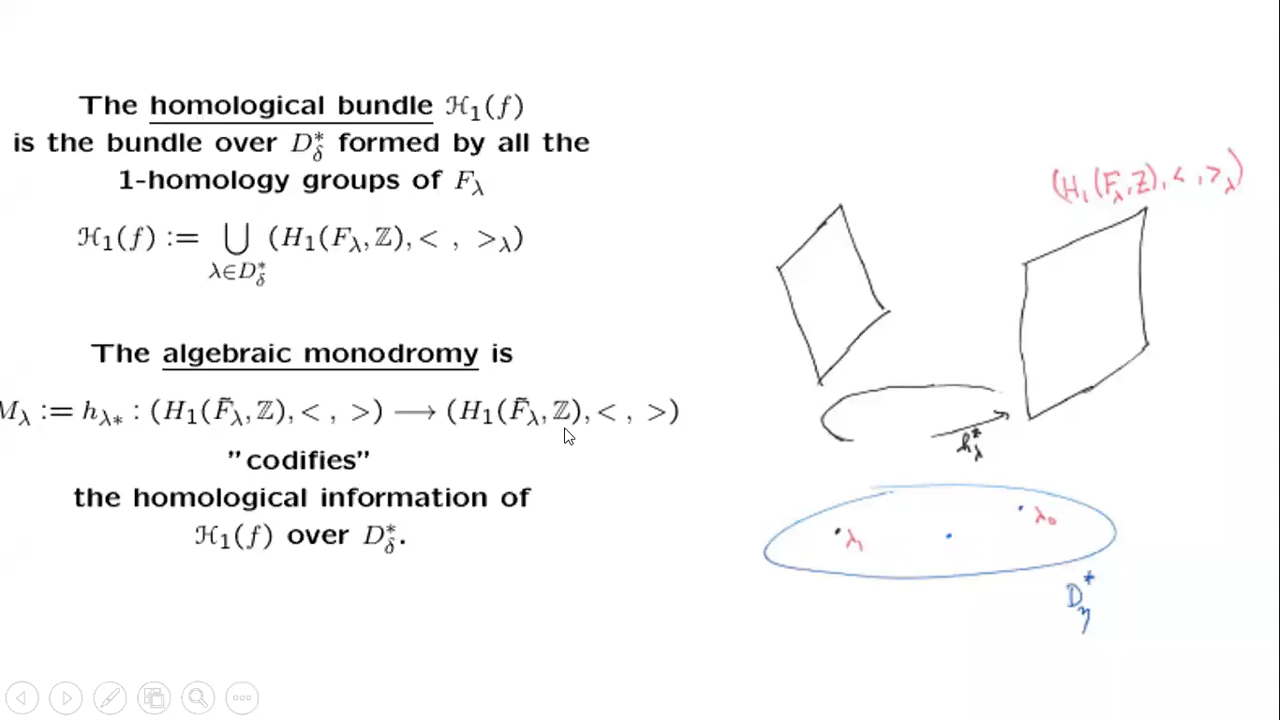 The homological bundle ℋ₁(f)
is the bundle over D*_δ formed by all the
1-homology groups of F_λ
ℋ₁(f) := ⋃ (H₁(F_λ, ℤ), < , >_λ)
λ∈D*_δ
The algebraic monodromy is
M_λ := h_λ* : (H₁(F̃_λ, ℤ), < , >) ⟶ (H₁(F̃_λ, ℤ), < , >)
"codifies"
the homological information of
ℋ₁(f) over D*_δ.
(H₁(F_λ, ℤ), < , >_λ)
h*_λ
λ₀
λ₁
D*_η